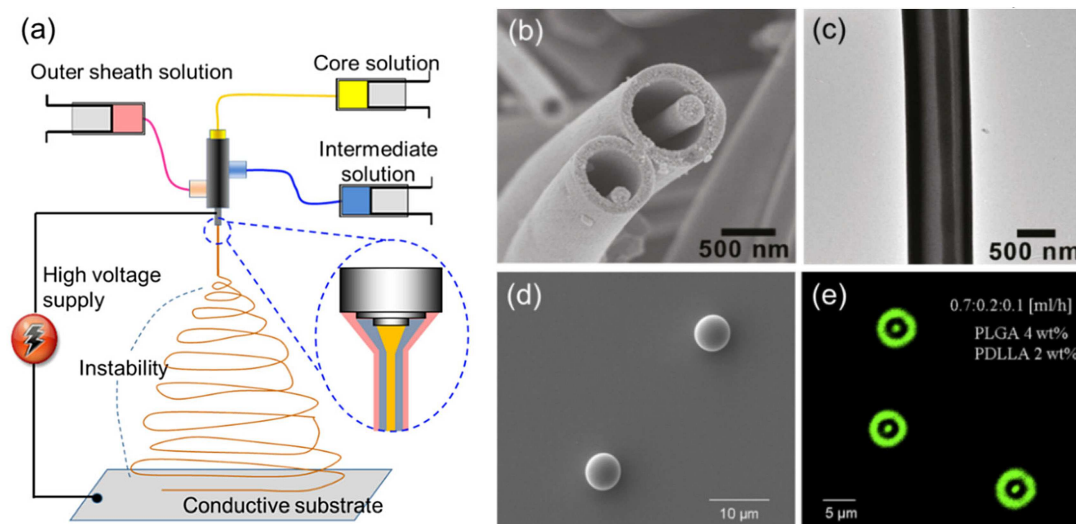 (a)
Outer sheath solution
Core solution
Intermediate
solution
High voltage
supply
Instability
Conductive substrate
(b)
500 nm
(c)
500 nm
(d)
10 µm
(e)
0.7:0.2:0.1 [ml/h]
PLGA 4 wt%
PDLLA 2 wt%
5 µm